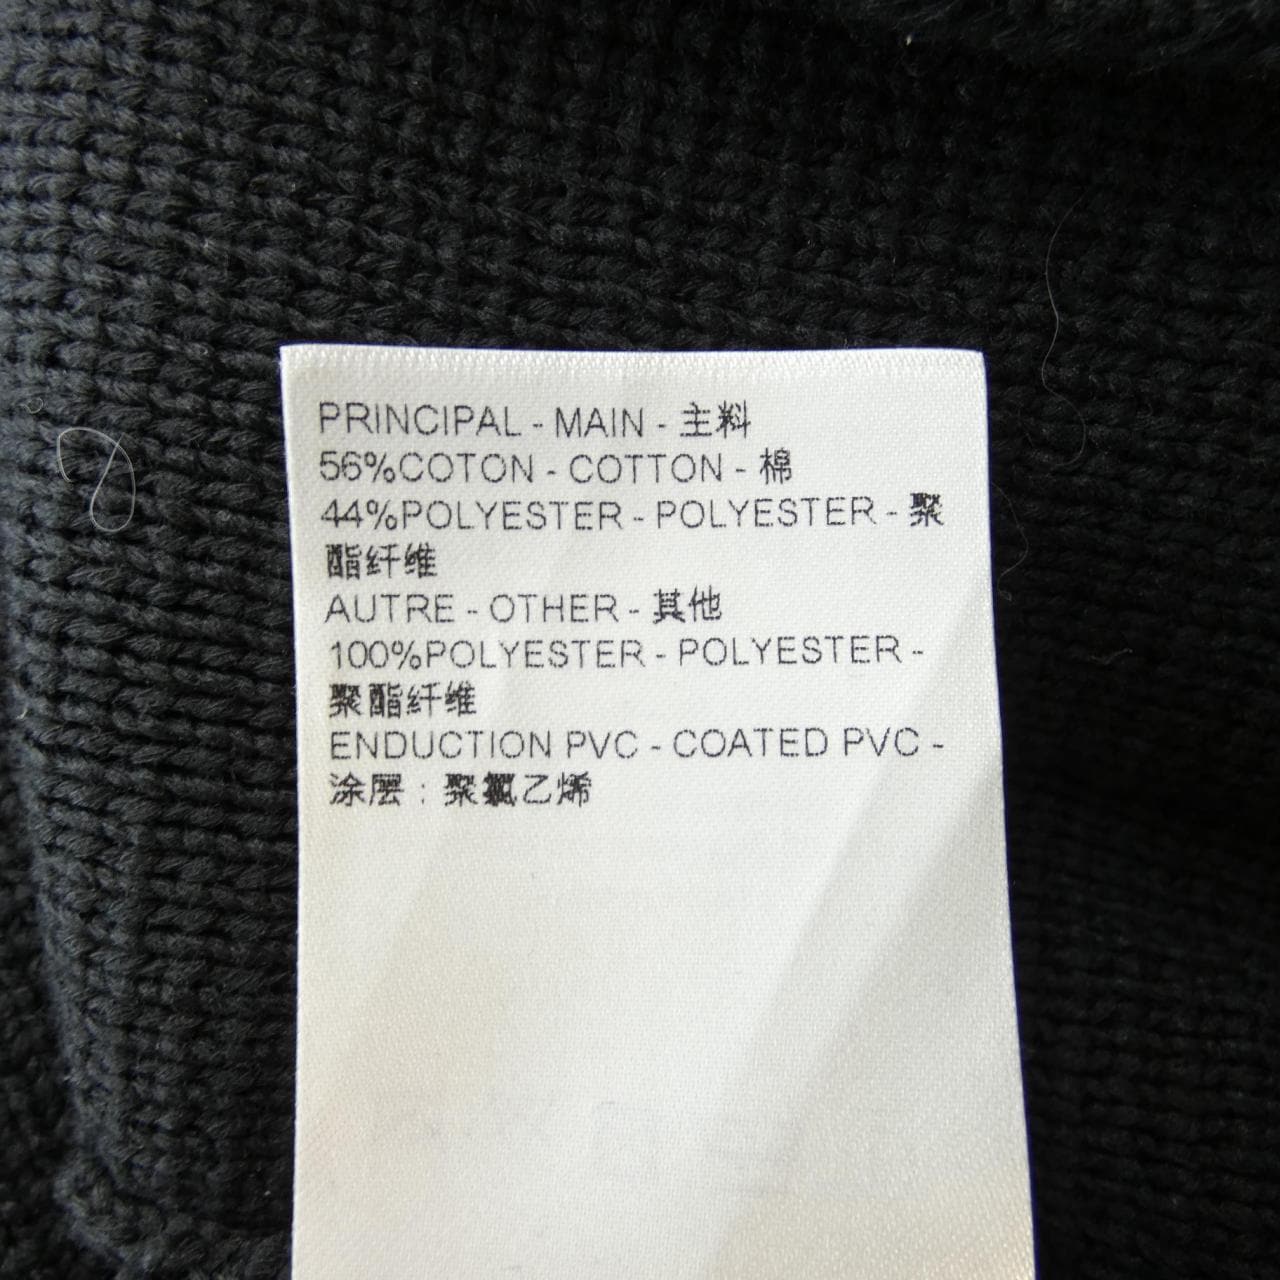 PRINCIPAL - MAIN - 主料
56%COTON - COTTON - 棉
44%POLYESTER - POLYESTER - 聚
酯纤维
AUTRE - OTHER - 其他
100%POLYESTER - POLYESTER -
聚酯纤维
ENDUCTION PVC - COATED PVC -
涂层：聚氯乙烯